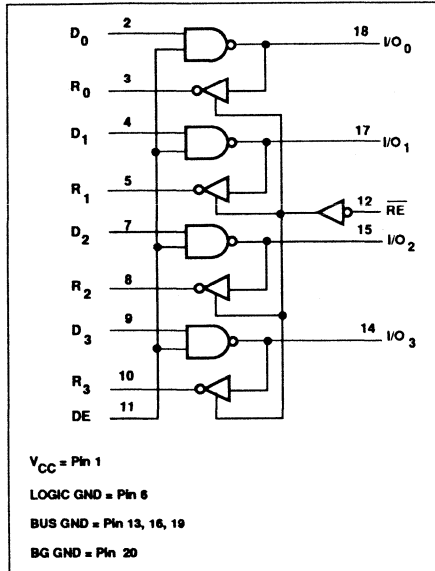 D0 2 18 I/O0
R0 3
D1 4 17 I/O1
R1 5
12 RE
D2 7 15 I/O2
R2 8
D3 9 14 I/O3
R3 10
DE 11
VCC = Pin 1
LOGIC GND = Pin 6
BUS GND = Pin 13, 16, 19
BG GND = Pin 20